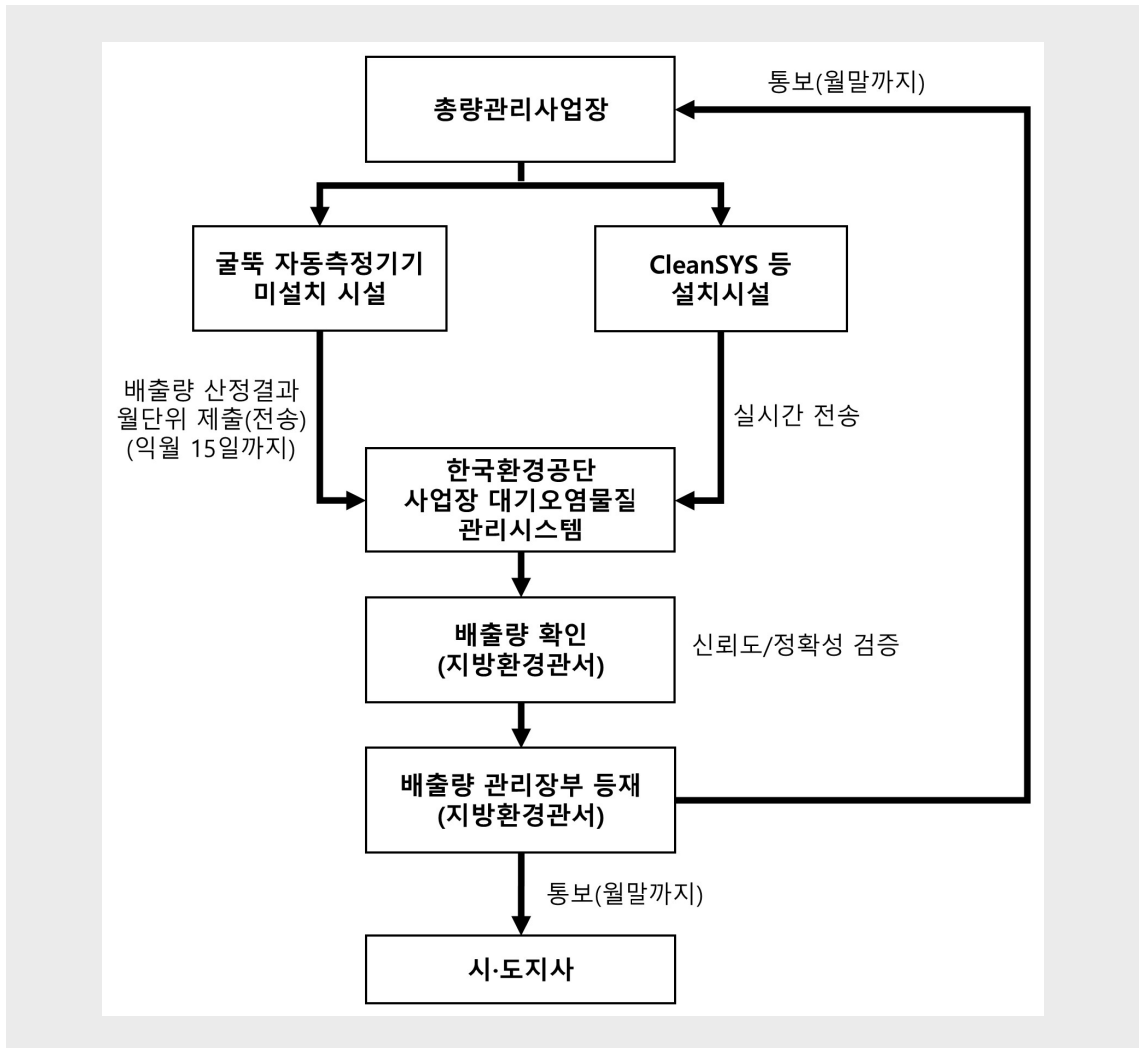 통보(월말까지)
총량관리사업장
굴뚝 자동측정기기
미설치 시설
CleanSYS 등
설치시설
배출량 산정결과
월단위 제출(전송)
(익월 15일까지)
실시간 전송
한국환경공단
사업장 대기오염물질
관리시스템
배출량 확인
(지방환경관서)
신뢰도/정확성 검증
배출량 관리장부 등재
(지방환경관서)
통보(월말까지)
시·도지사